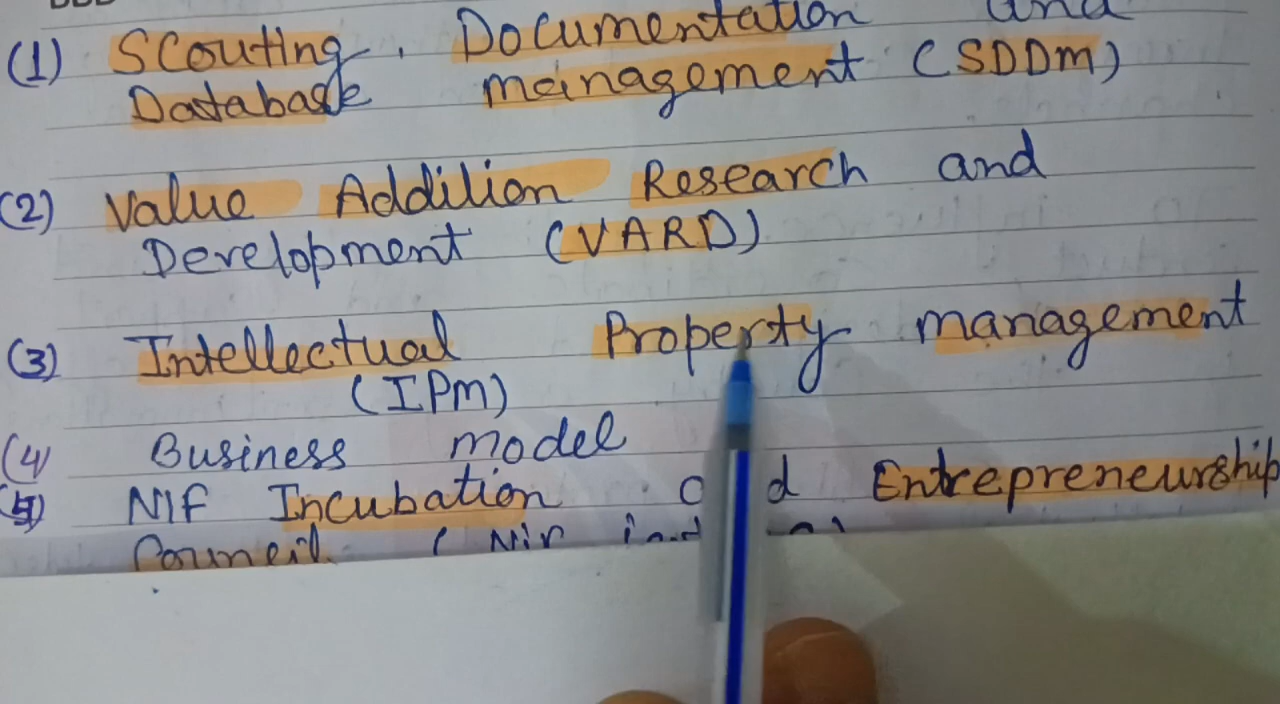 (1) Scouting, Documentation and
Database management (SDDm)
(2) Value Addition Research and
Development (VARD)
(3) Intellectual Property management
(IPm)
(4) Business model
(5) NIF Incubation Entrepreneurship
Council (